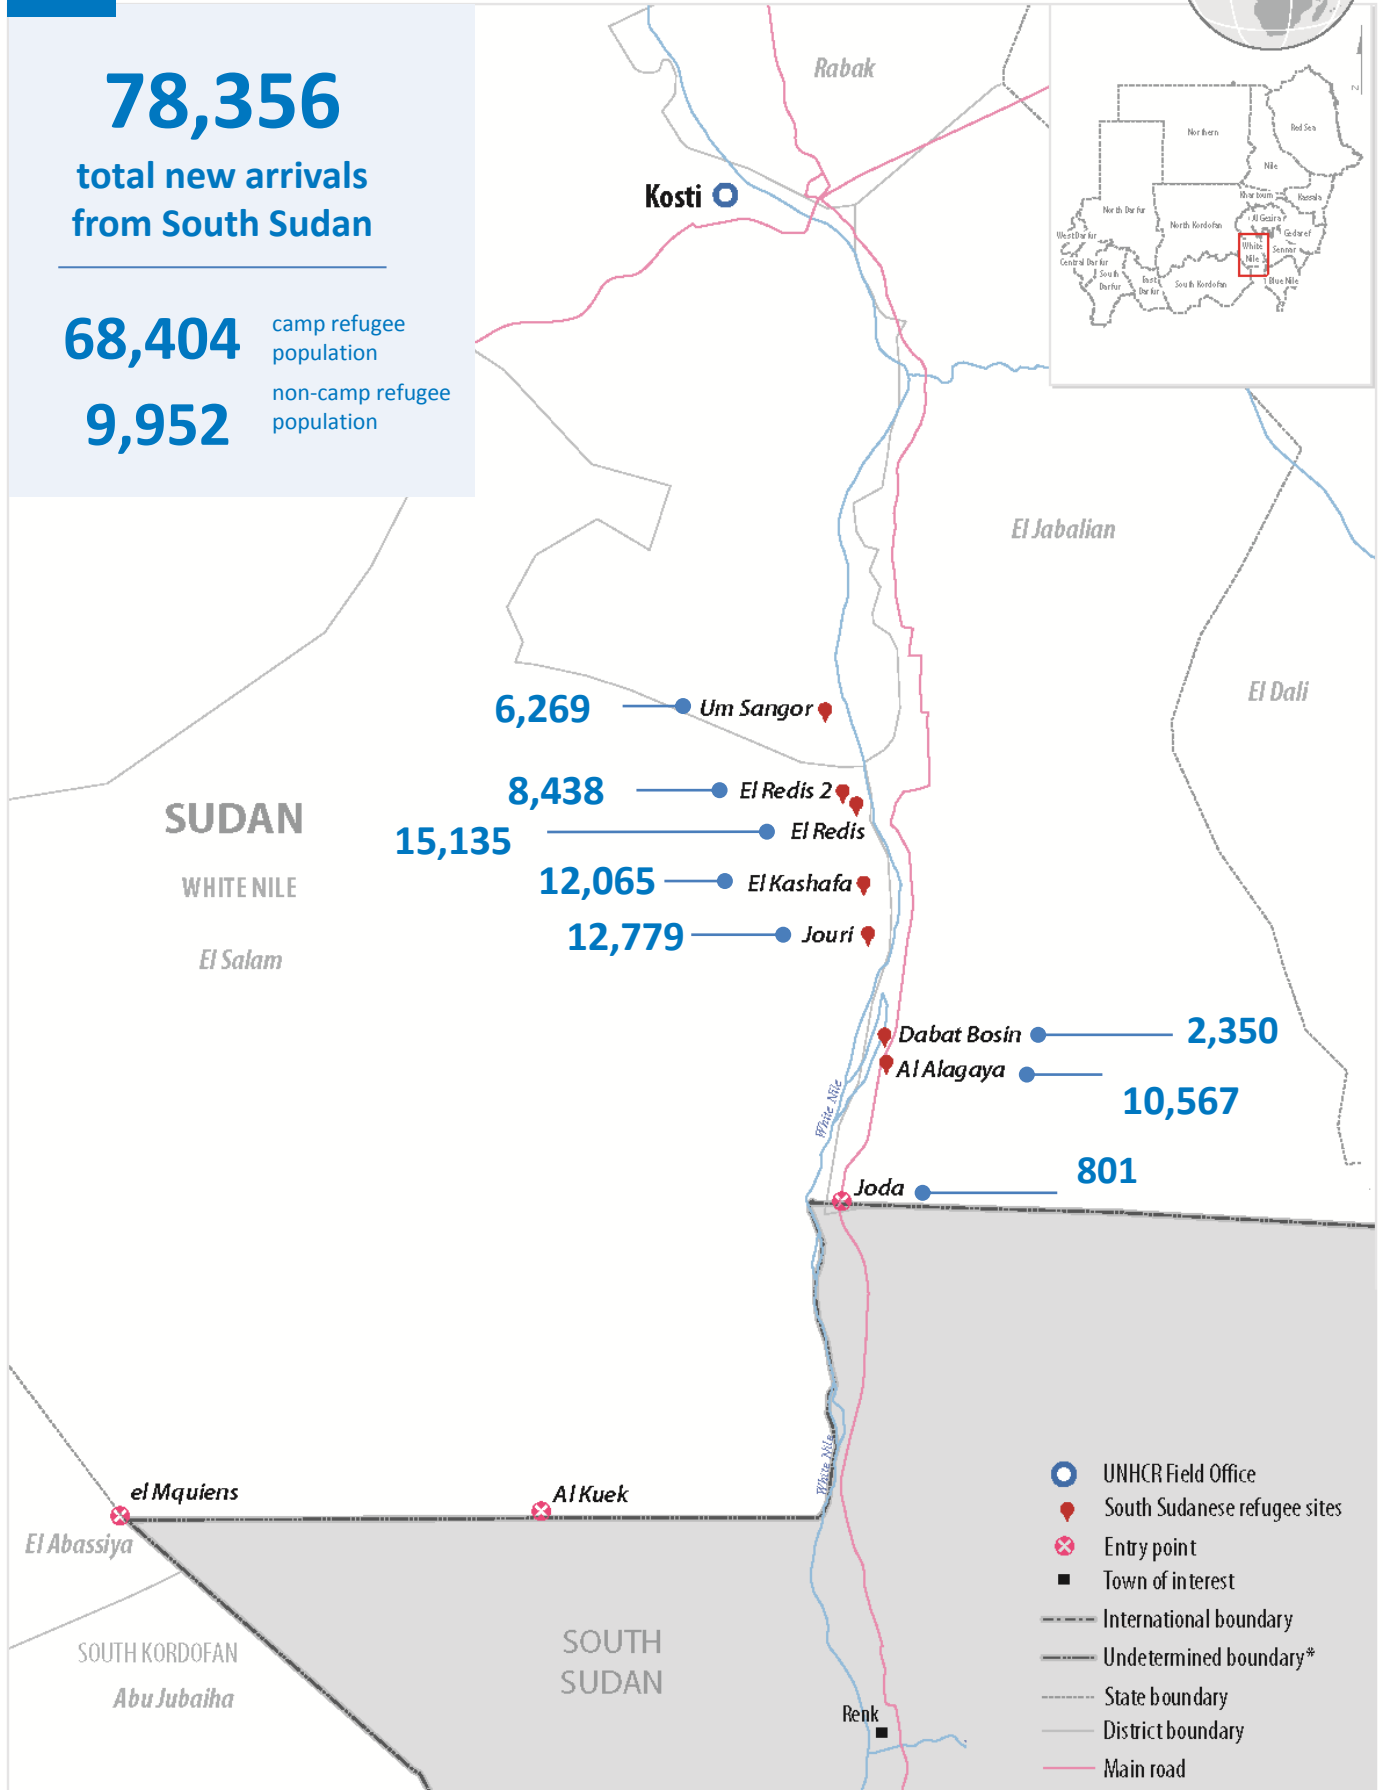 78,356
total new arrivals
from South Sudan
68,404
camp refugee
population
9,952
non-camp refugee
population
Rabak
Kosti
N
Northern
Red Sea
Nile
Khartoum
Kassala
North Darfur
North Kordofan
Al Gezira
Gedaref
West Darfur
White
Nile
Sennar
Central Darfur
South
Darfur
East
Darfur
South Kordofan
Blue Nile
El Jabalian
El Dali
6,269
Um Sangor
8,438
El Redis 2
15,135
El Redis
SUDAN
12,065
El Kashafa
WHITE NILE
12,779
Jouri
El Salam
Dabat Bosin
2,350
Al Alagaya
10,567
White Nile
801
Joda
White Nile
el Mquiens
Al Kuek
El Abassiya
SOUTH KORDOFAN
Abu Jubaiha
SOUTH
SUDAN
Renk
UNHCR Field Office
South Sudanese refugee sites
Entry point
Town of interest
International boundary
Undetermined boundary*
State boundary
District boundary
Main road